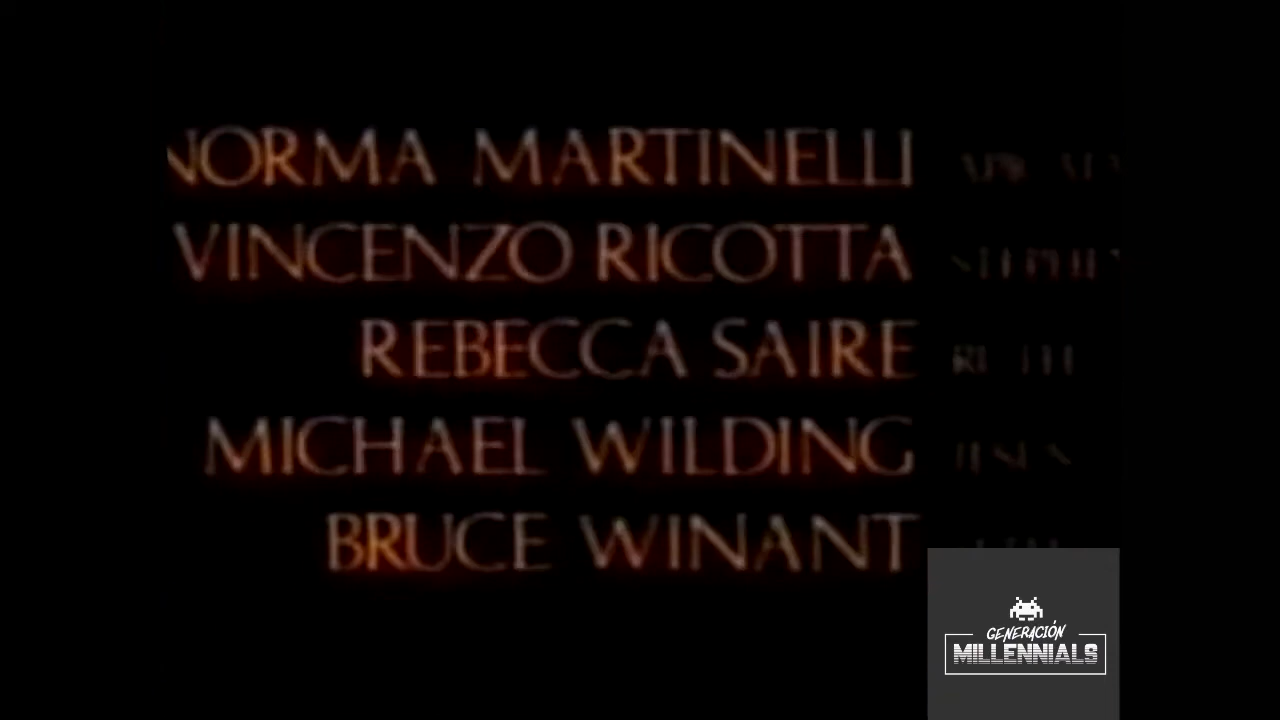 NORMA MARTINELLI
VINCENZO RICOTTA
REBECCA SAIRE
MICHAEL WILDING
BRUCE WINANT
GENERACIÓN
MILLENNIALS